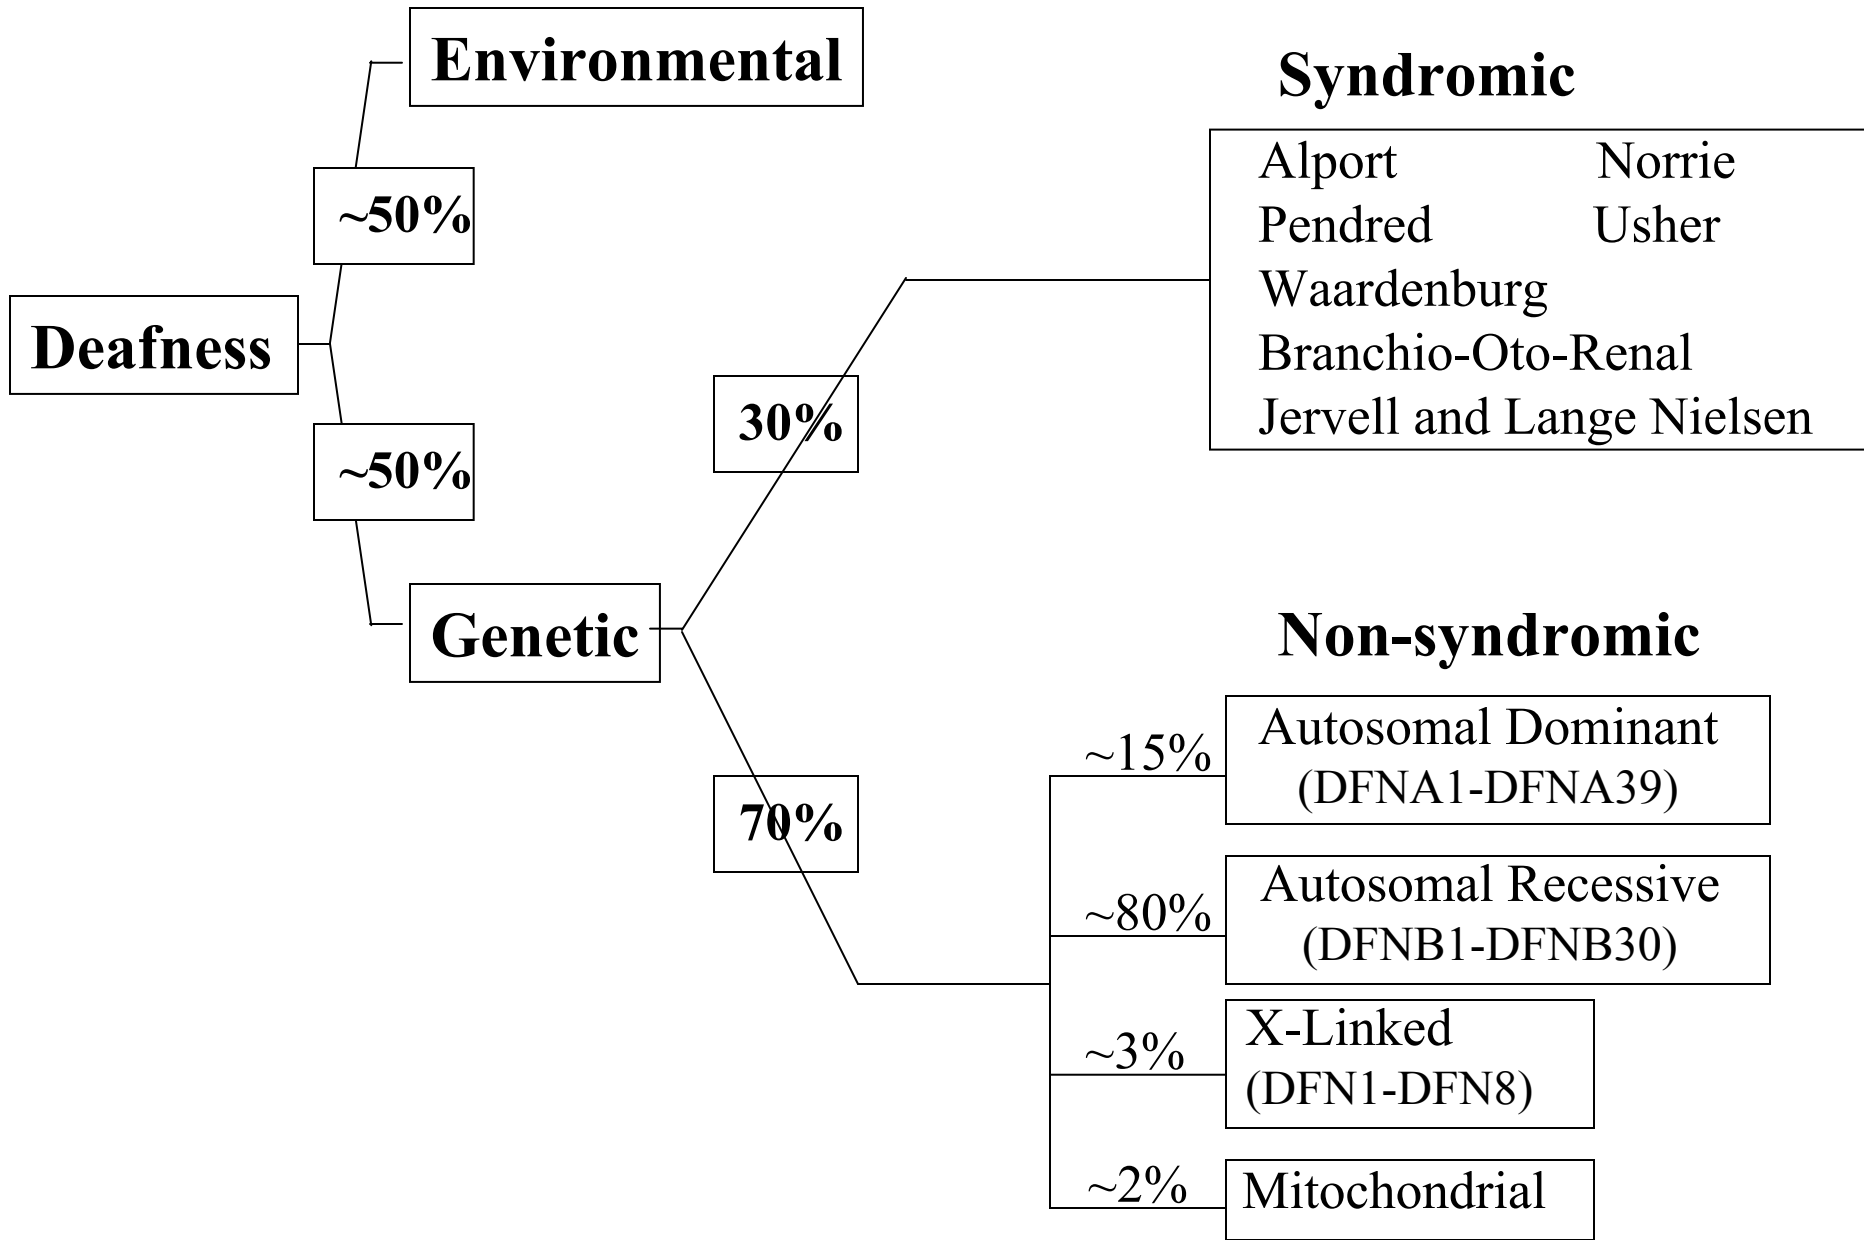 Environmental
~50%
Deafness
~50%
Genetic
30%
70%
Syndromic
Alport Norrie
Pendred Usher
Waardenburg
Branchio-Oto-Renal
Jervell and Lange Nielsen
Non-syndromic
~15%
Autosomal Dominant
(DFNA1-DFNA39)
~80%
Autosomal Recessive
(DFNB1-DFNB30)
~3%
X-Linked
(DFN1-DFN8)
~2%
Mitochondrial